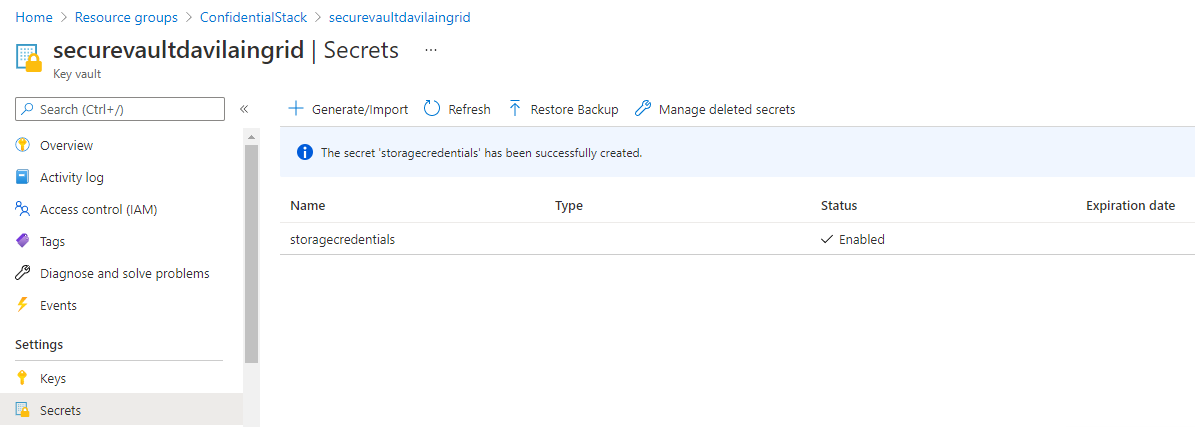 Home > Resource groups > ConfidentialStack > securevaultdavilaingrid
securevaultdavilaingrid | Secrets ...
Key vault
Search (Ctrl+/) «
Generate/Import Refresh Restore Backup Manage deleted secrets
Overview
Activity log
Access control (IAM)
Tags
Diagnose and solve problems
Events
Settings
Keys
Secrets
The secret 'storagecredentials' has been successfully created.
Name Type Status Expiration date
storagecredentials Enabled